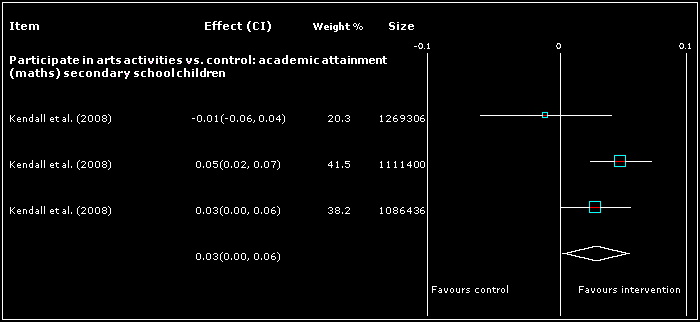 Item Effect (CI) Weight % Size
-0.1 0 0.1
Participate in arts activities vs. control: academic attainment
(maths) secondary schoolchildren
Kendall et al. (2008) -0.01(-0.06, 0.04) 20.3 1269306
Kendall et al. (2008) 0.05(0.02, 0.07) 41.5 1111400
Kendall et al. (2008) 0.03(0.00, 0.06) 38.2 1086436
0.03(0.00, 0.06)
Favours control Favours intervention